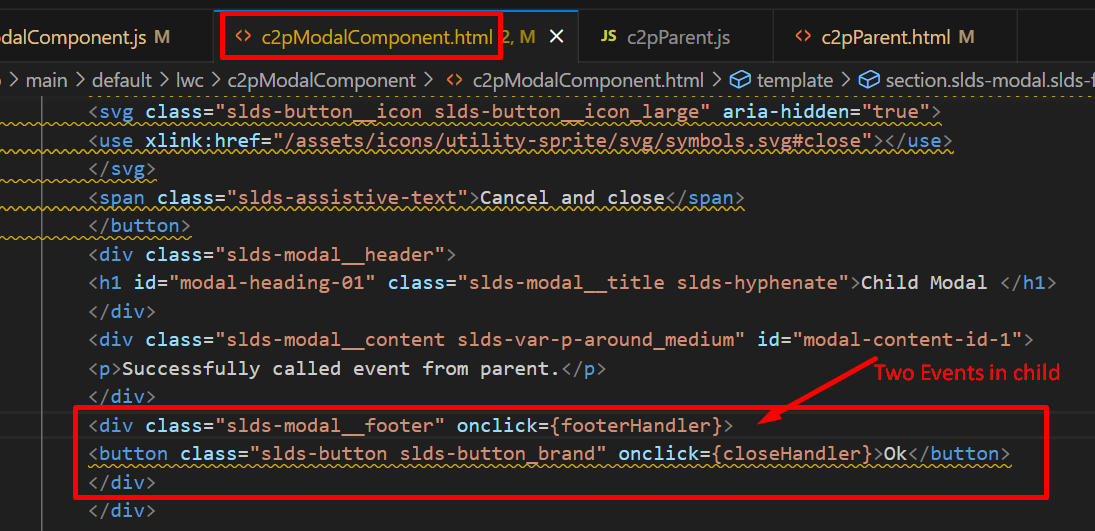 odalComponent.js M
<> c2pModalComponent.html 2, M ×
JS c2pParent.js
<> c2pParent.html M
> main > default > lwc > c2pModalComponent > <> c2pModalComponent.html > template > section.slds-modal.slds-f
<svg class="slds-button__icon slds-button__icon_large" aria-hidden="true">
<use xlink:href="/assets/icons/utility-sprite/svg/symbols.svg#close"></use>
</svg>
<span class="slds-assistive-text">Cancel and close</span>
</button>
<div class="slds-modal__header">
<h1 id="modal-heading-01" class="slds-modal__title slds-hyphenate">Child Modal </h1>
</div>
<div class="slds-modal__content slds-var-p-around_medium" id="modal-content-id-1">
<p>Successfully called event from parent.</p>
Two Events in child
</div>
<div class="slds-modal__footer" onclick={footerHandler}>
<button class="slds-button slds-button_brand" onclick={closeHandler}>Ok</button>
</div>
</div>